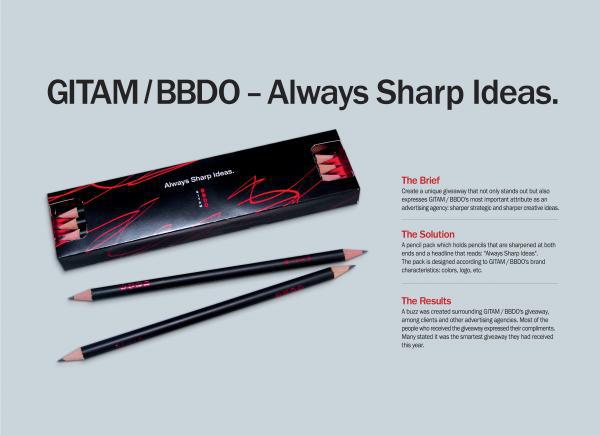 GITAM / BBDO – Always Sharp Ideas.
Always Sharp Ideas.
The Brief
Create a unique giveaway that not only stands out but also
expresses GITAM / BBDO's most important attribute as an
advertising agency: sharper strategic and sharper creative ideas.
The Solution
A pencil pack which holds pencils that are sharpened at both
ends and a headline that reads: "Always Sharp Ideas".
The pack is designed according to GITAM / BBDO's brand
characteristics: colors, logo, etc.
The Results
A buzz was created surrounding GITAM / BBDO's giveaway,
among clients and other advertising agencies. Most of the
people who received the giveaway expressed their compliments.
Many stated it was the smartest giveaway they had received
this year.